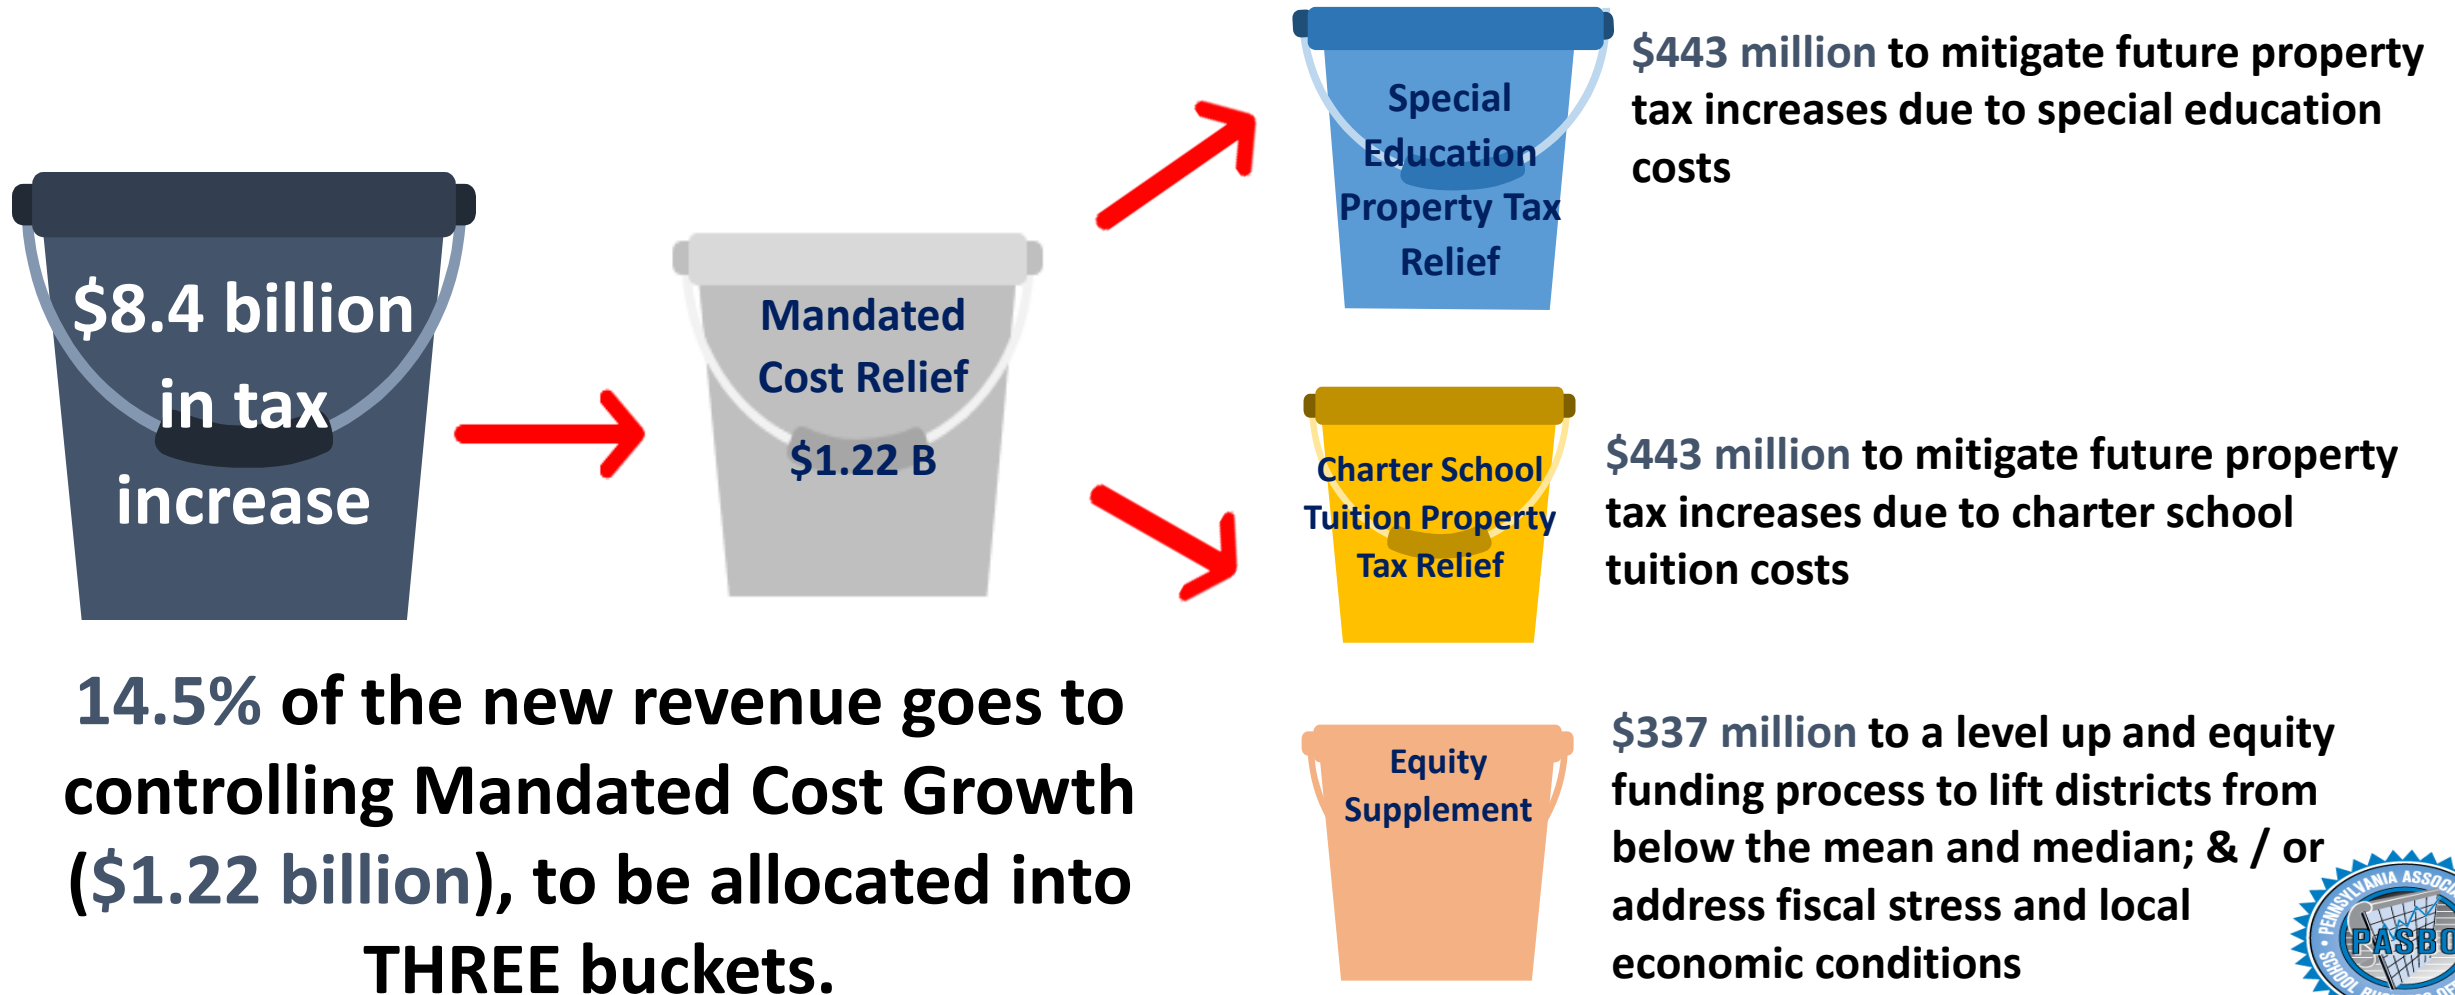 $8.4 billion
in tax
increase
Mandated
Cost Relief
$1.22 B
Special
Education
Property Tax
Relief
$443 million to mitigate future property
tax increases due to special education
costs
Charter School
Tuition Property
Tax Relief
$443 million to mitigate future property
tax increases due to charter school
tuition costs
14.5% of the new revenue goes to
controlling Mandated Cost Growth
($1.22 billion), to be allocated into
THREE buckets.
Equity
Supplement
$337 million to a level up and equity
funding process to lift districts from
below the mean and median; & / or
address fiscal stress and local
economic conditions
PASBO